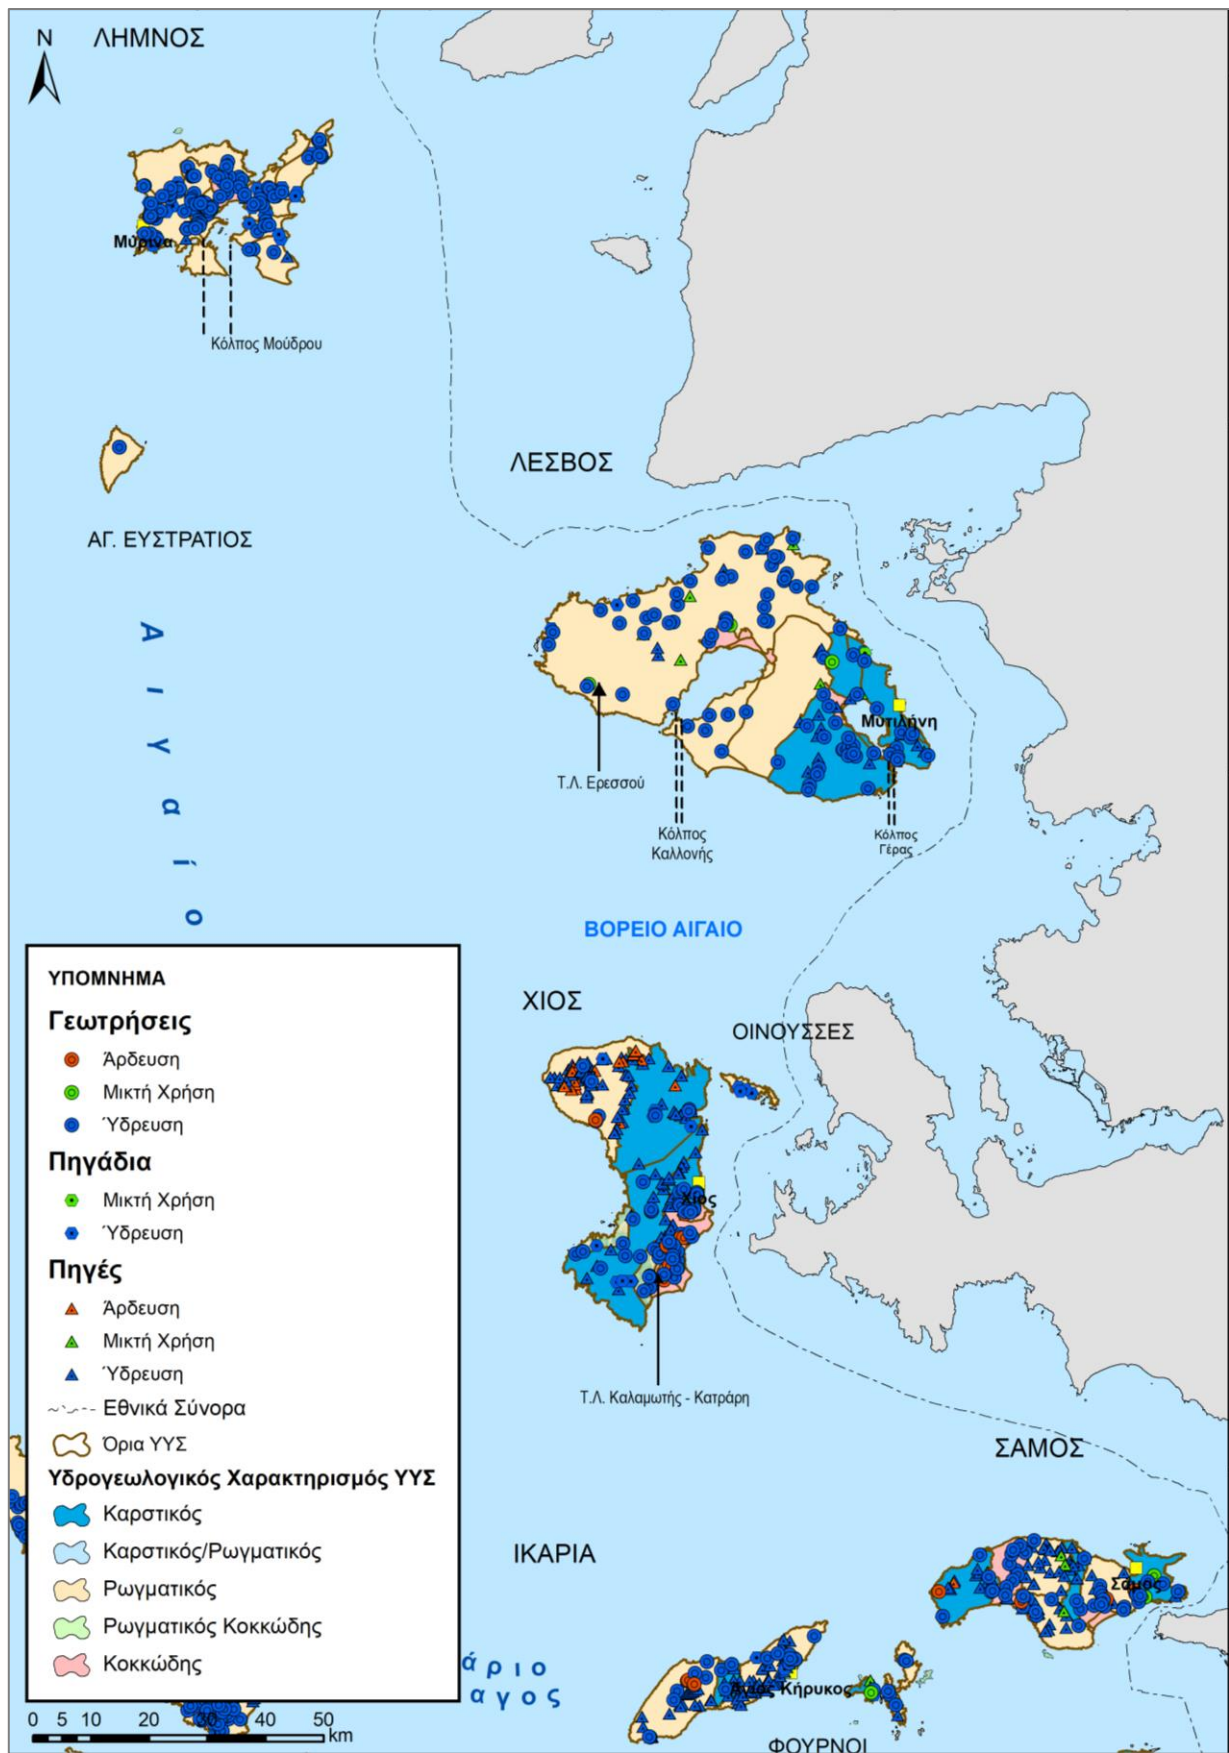 N
ΛΗΜΝΟΣ
Μύρινα
Κόλπος Μούδρου
ΛΕΣΒΟΣ
ΑΓ. ΕΥΣΤΡΑΤΙΟΣ
Αιγαίο
Μυτιλήνη
Τ.Λ. Ερεσσού
Κόλπος
Καλλονής
Κόλπος
Γέρας
ΒΟΡΕΙΟ ΑΙΓΑΙΟ
ΧΙΟΣ
ΟΙΝΟΥΣΣΕΣ
Χίος
Τ.Λ. Καλαμωτής - Κατράρη
ΣΑΜΟΣ
Σάμος
ΙΚΑΡΙΑ
άριο
αγος
Άγιος Κήρυκος
ΦΟΥΡΝΟΙ
ΥΠΟΜΝΗΜΑ
Γεωτρήσεις
Άρδευση
Μικτή Χρήση
Ύδρευση
Πηγάδια
Μικτή Χρήση
Ύδρευση
Πηγές
Άρδευση
Μικτή Χρήση
Ύδρευση
Εθνικά Σύνορα
Όρια ΥΥΣ
Υδρογεωλογικός Χαρακτηρισμός ΥΥΣ
Καρστικός
Καρστικός/Ρωγματικός
Ρωγματικός
Ρωγματικός Κοκκώδης
Κοκκώδης
0 5 10 20 30 40 50
km